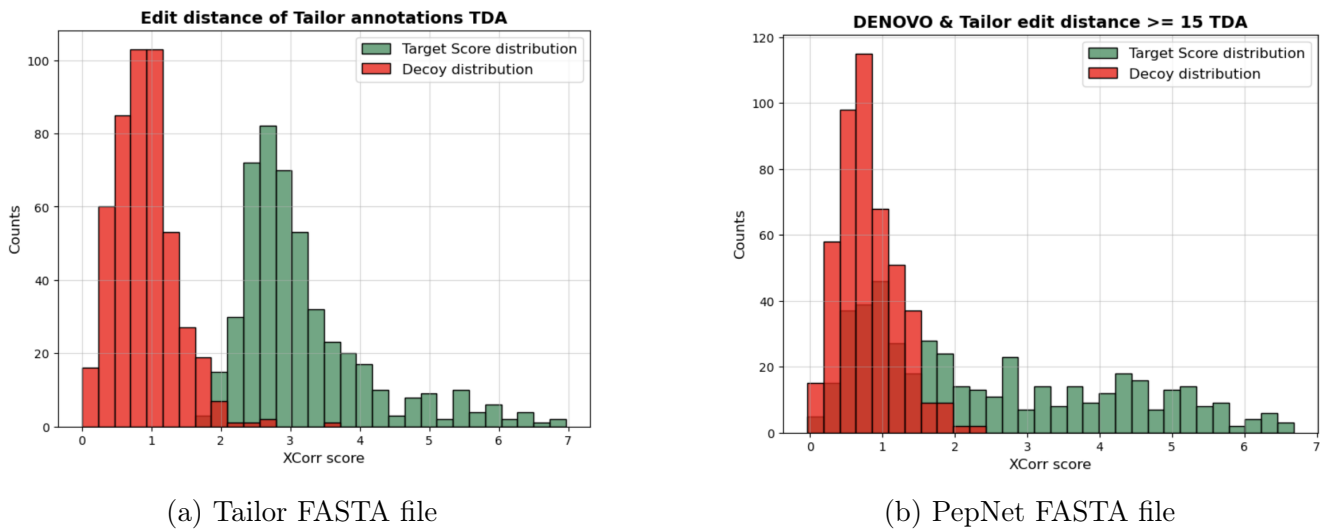 Edit distance of Tailor annotations TDA
Target Score distribution
Decoy distribution
100
80
60
40
20
0
Counts
0 1 2 3 4 5 6 7
XCorr score
(a) Tailor FASTA file
DENOVO & Tailor edit distance >= 15 TDA
Target Score distribution
Decoy distribution
120
100
80
60
40
20
0
Counts
0 1 2 3 4 5 6 7
XCorr score
(b) PepNet FASTA file